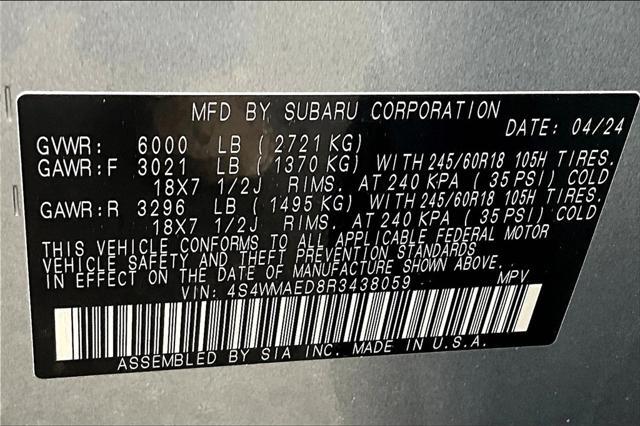 MFD BY SUBARU CORPORATION
DATE: 04/24
GVWR: 6000 LB (2721 KG)
GAWR:F 3021 LB (1370 KG) WITH 245/60R18 105H TIRES.
18X7 1/2J RIMS. AT 240 KPA (35 PSI) COLD
GAWR:R 3296 LB (1495 KG) WITH 245/60R18 105H TIRES.
18X7 1/2J RIMS. AT 240 KPA (35 PSI) COLD
THIS VEHICLE CONFORMS TO ALL APPLICABLE FEDERAL MOTOR
VEHICLE SAFETY AND THEFT PREVENTION STANDARDS
IN EFFECT ON THE DATE OF MANUFACTURE SHOWN ABOVE.
VIN: 4S4WMAED8R3438059 MPV
ASSEMBLED BY SIA INC. MADE IN U.S.A.